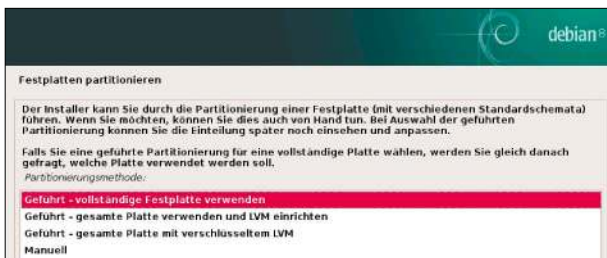 debian 8
Festplatten partitionieren
Der Installer kann Sie durch die Partitionierung einer Festplatte (mit verschiedenen Standardschemata)
führen. Wenn Sie möchten, können Sie dies auch von Hand tun. Bei Auswahl der geführten
Partitionierung können Sie die Einteilung später noch einsehen und anpassen.
Falls Sie eine geführte Partitionierung für eine vollständige Platte wählen, werden Sie gleich danach
gefragt, welche Platte verwendet werden soll.
Partitionierungsmethode:
Geführt - vollständige Festplatte verwenden
Geführt - gesamte Platte verwenden und LVM einrichten
Geführt - gesamte Platte mit verschlüsseltem LVM
Manuell